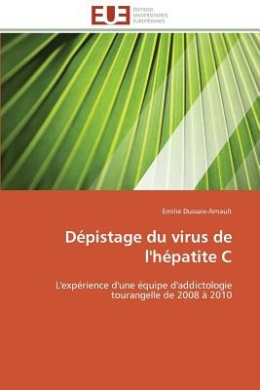 EUE
EDITIONS
UNIVERSITAIRES
EUROPEENNES
Emilie Dussaix-Arnault
Dépistage du virus de
l'hépatite C
L'expérience d'une équipe d'addictologie
tourangelle de 2008 à 2010